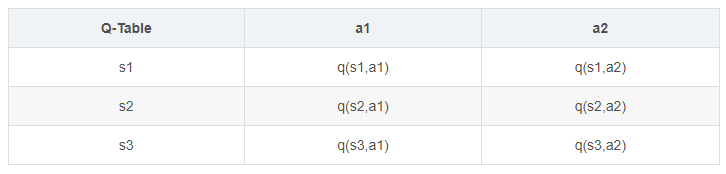 Q-Table a1 a2
s1 q(s1,a1) q(s1,a2)
s2 q(s2,a1) q(s2,a2)
s3 q(s3,a1) q(s3,a2)